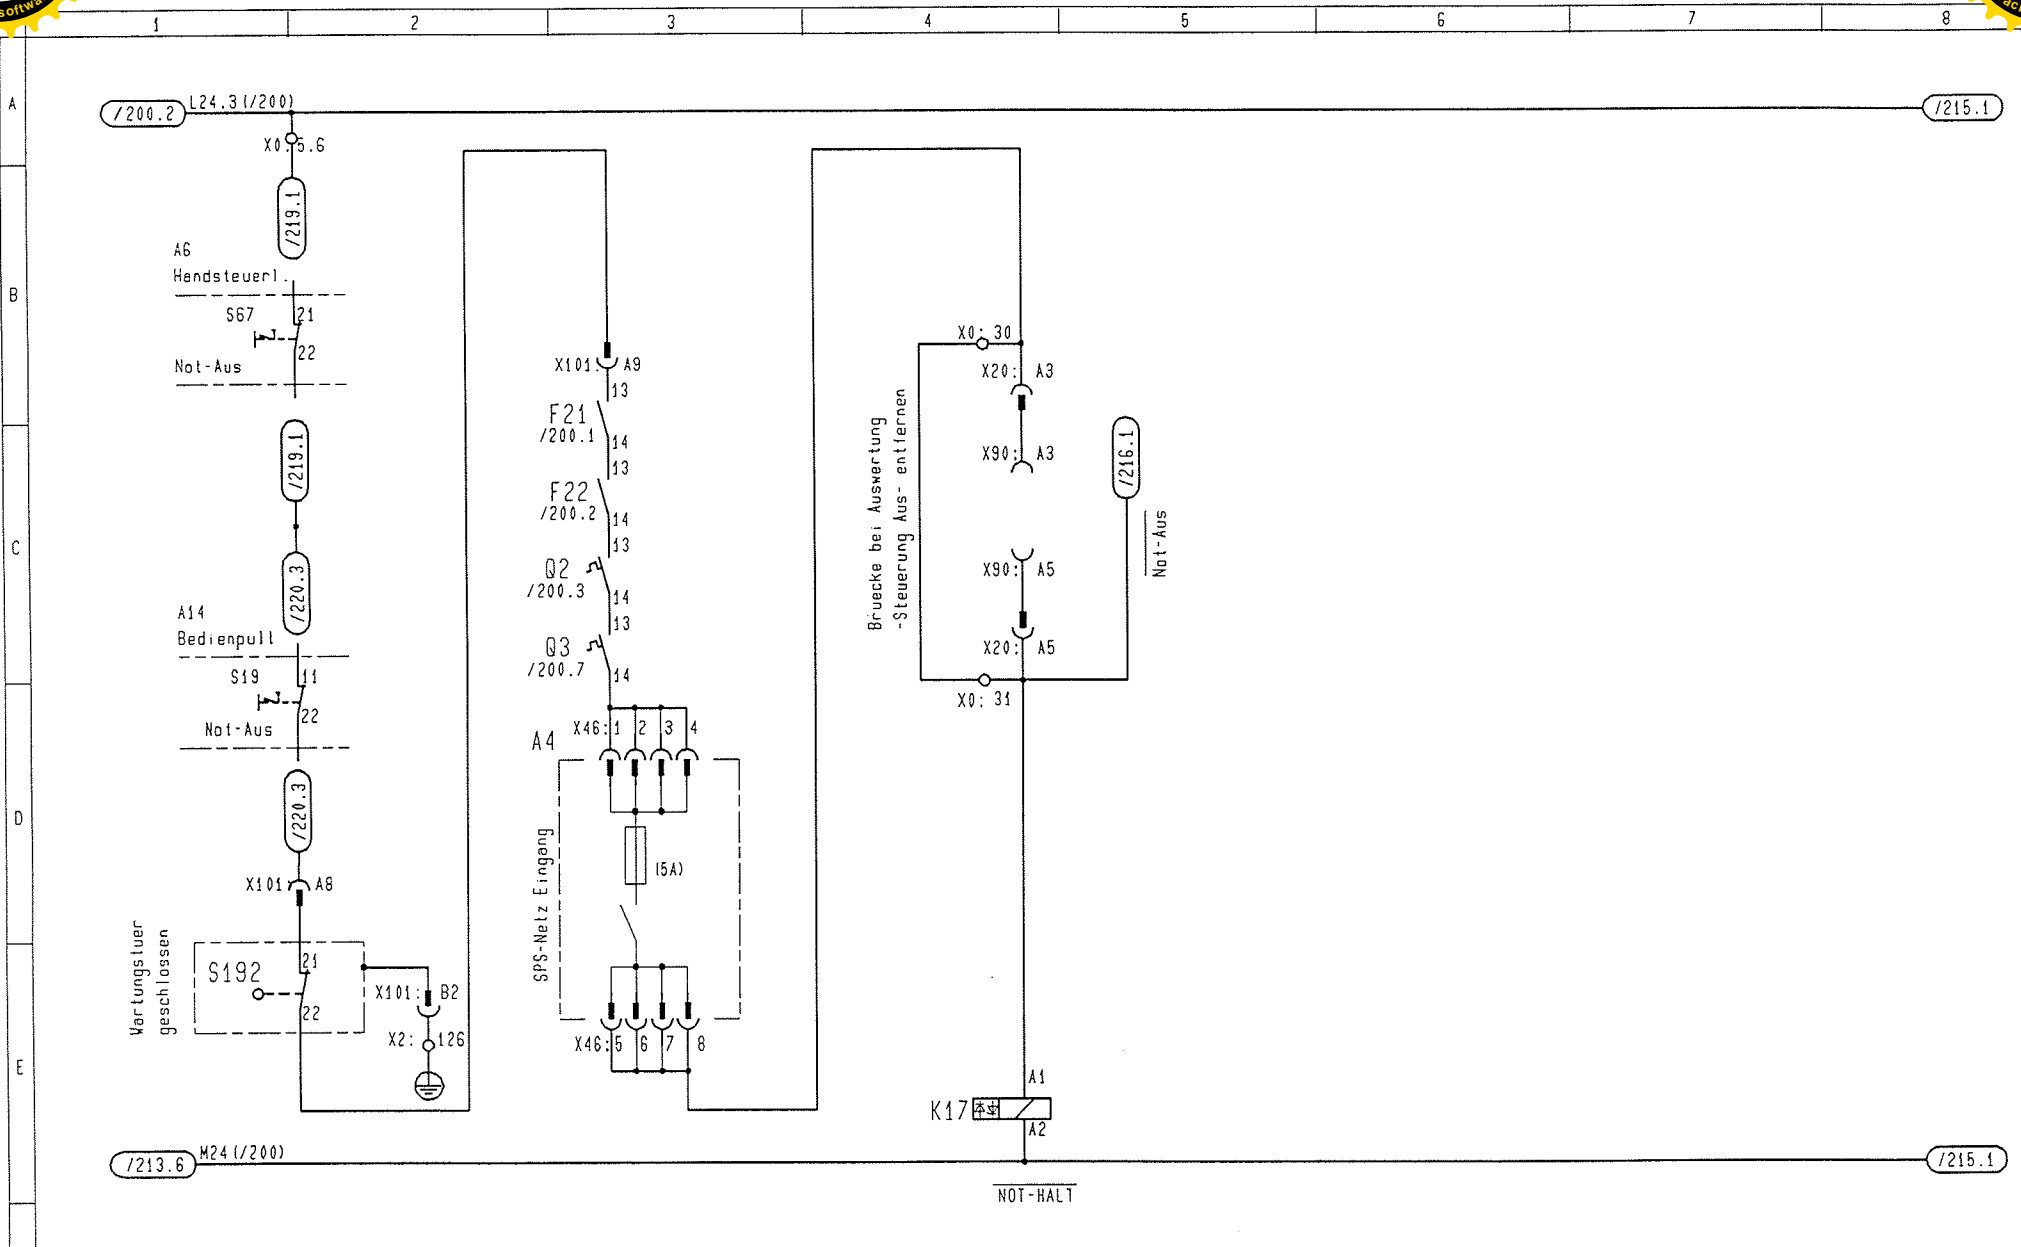 softwa
1 2 3 4 5 6 7 8
A
/200.2 L24.3(/200) /215.1
X0:5.6
/219.1
A6
Handsteuerl.
B
S67 21
22
Not-Aus
/219.1
C
/220.3
A14
Bedienpult
S19 11
22
Not-Aus
/220.3
D
X101: A8
Wartungstuer
geschlossen
S192 21
22
X101: B2
X2: 126
E
X101: A9
13
F21
/200.1 14
13
F22
/200.2 14
13
Q2
/200.3 14
13
Q3
/200.7 14
X46:1 2 3 4
A4
SPS-Netz Eingang
(5A)
X46:5 6 7 8
X0: 30
X20: A3
X90: A3
Bruecke bei Auswertung
-Steuerung Aus- entfernen
/216.1
Not-Aus
X90: A5
X20: A5
X0: 31
A1
K17
A2
/213.6 M24(/200) /215.1
NOT-HALT